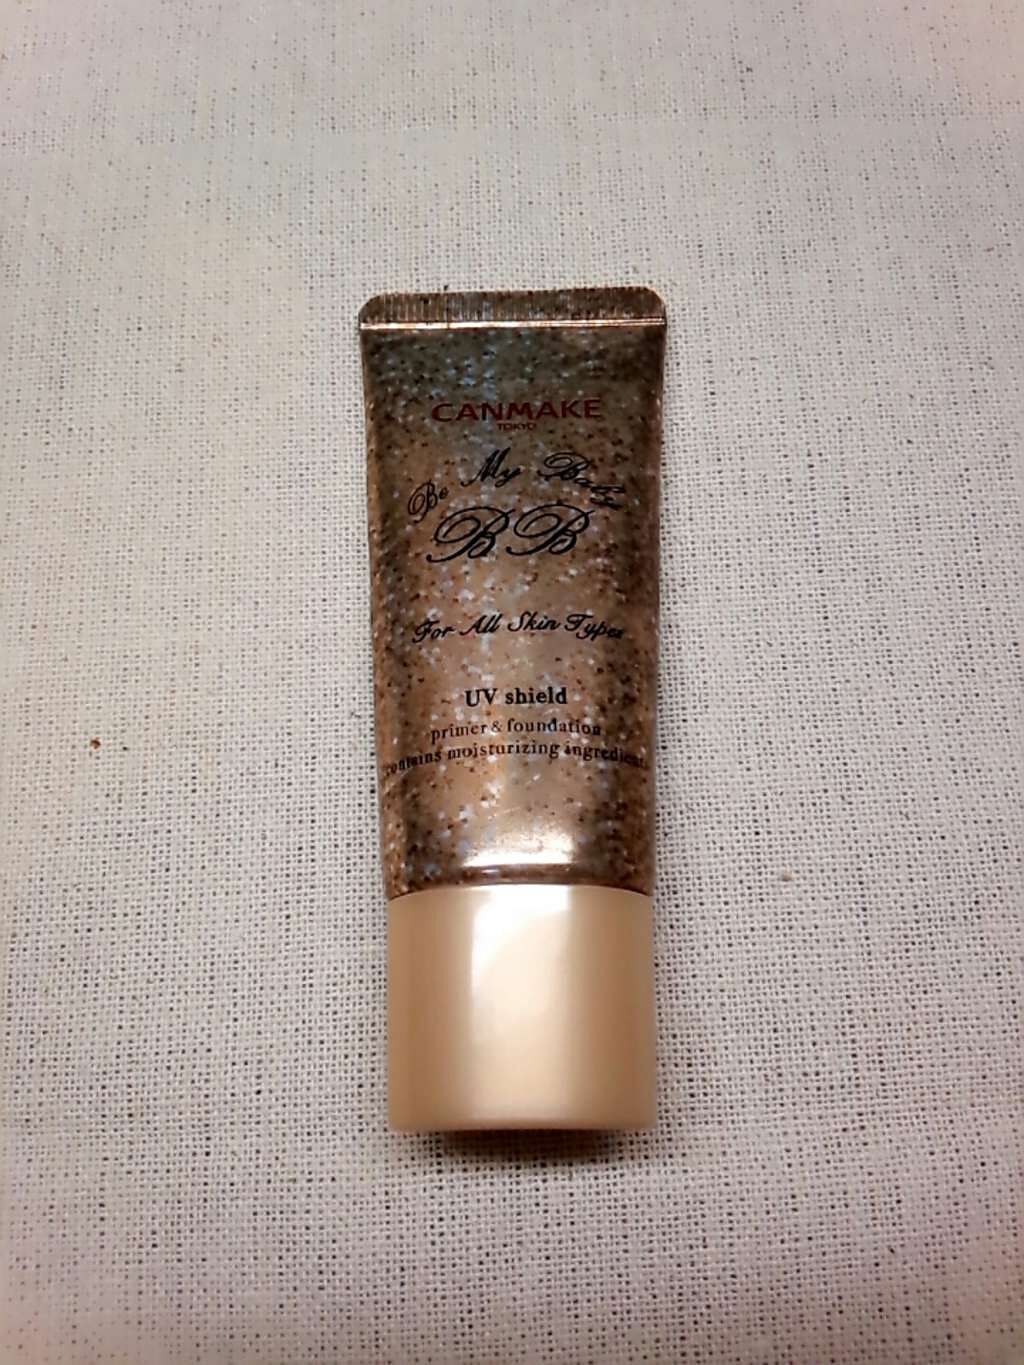 CANMAKE
TOKYO
Be My Baby
BB
For All Skin Types
UV shield
primer & foundation
contains moisturizing ingredients